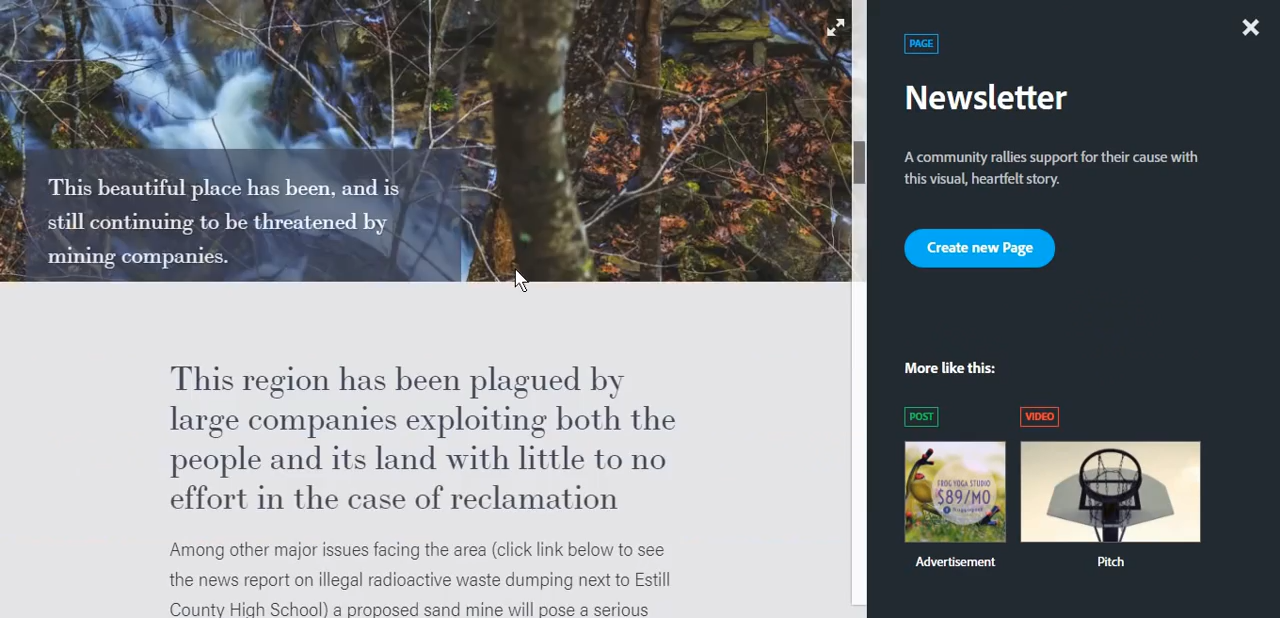 This beautiful place has been, and is
still continuing to be threatened by
mining companies.
This region has been plagued by
large companies exploiting both the
people and its land with little to no
effort in the case of reclamation
Among other major issues facing the area (click link below to see
the news report on illegal radioactive waste dumping next to Estill
County High School) a proposed sand mine will pose a serious
PAGE
Newsletter
A community rallies support for their cause with
this visual, heartfelt story.
Create new Page
More like this:
POST
VIDEO
FROG YOGA STUDIO
$89/MO
Advertisement
Pitch